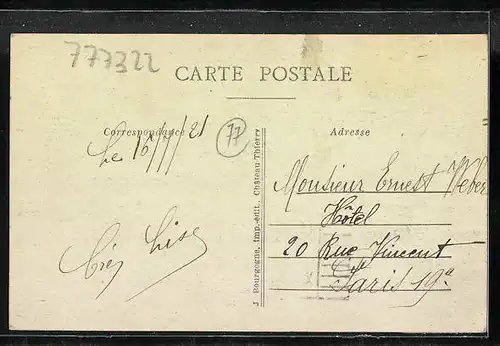 777322
CARTE POSTALE
Correspondance
Le 16/7/21
77
Lise
J. Bourgogne, Imp.-édit., Château-Thierry
Adresse
Monsieur Ernest Weber
Hôtel
20 Rue Vincent
Paris 19e